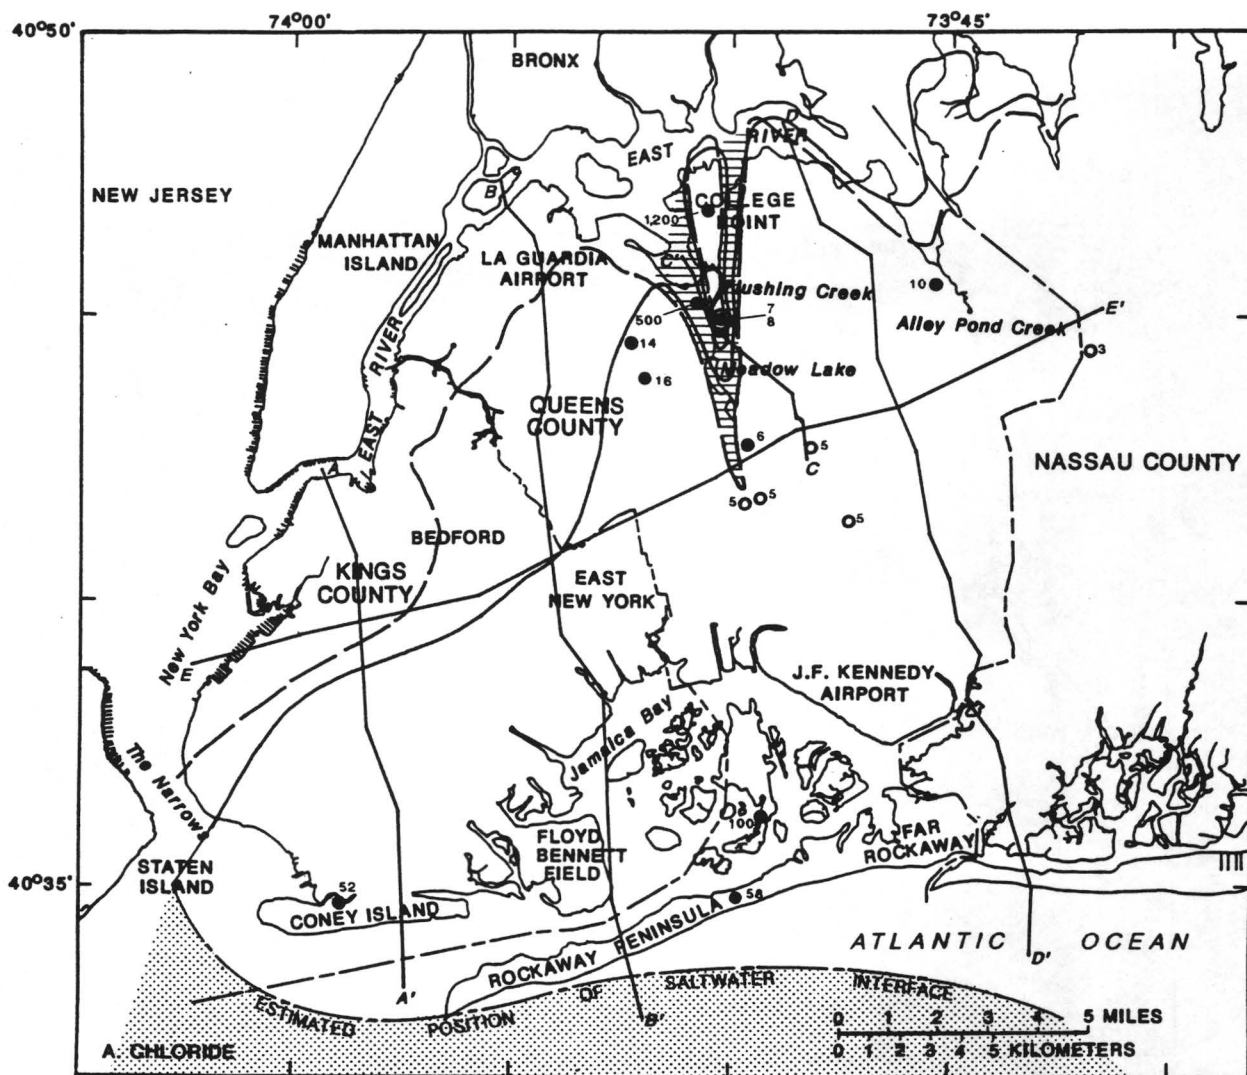 74°00'
73°45'
40°50'
BRONX
D
RIVER
EAST
NEW JERSEY
B
COLLEGE
POINT
1,200
MANHATTAN
ISLAND
LA GUARDIA
AIRPORT
C'
Flushing Creek
10
7
8
500
Alley Pond Creek
E'
RIVER
14
3
16
Meadow Lake
QUEENS
COUNTY
EAST
6
5
C
NASSAU COUNTY
A
5
5
5
BEDFORD
KINGS
COUNTY
EAST
NEW YORK
New York Bay
E
J.F. KENNEDY
AIRPORT
Jamaica Bay
The Narrows
100
FAR
ROCKAWAY
FLOYD
BENNETT
FIELD
STATEN
ISLAND
40°35'
52
CONEY ISLAND
58
ROCKAWAY PENINSULA
ATLANTIC OCEAN
D'
A'
B'
ESTIMATED POSITION OF SALTWATER INTERFACE
0 1 2 3 4 5 MILES
0 1 2 3 4 5 KILOMETERS
A. CHLORIDE